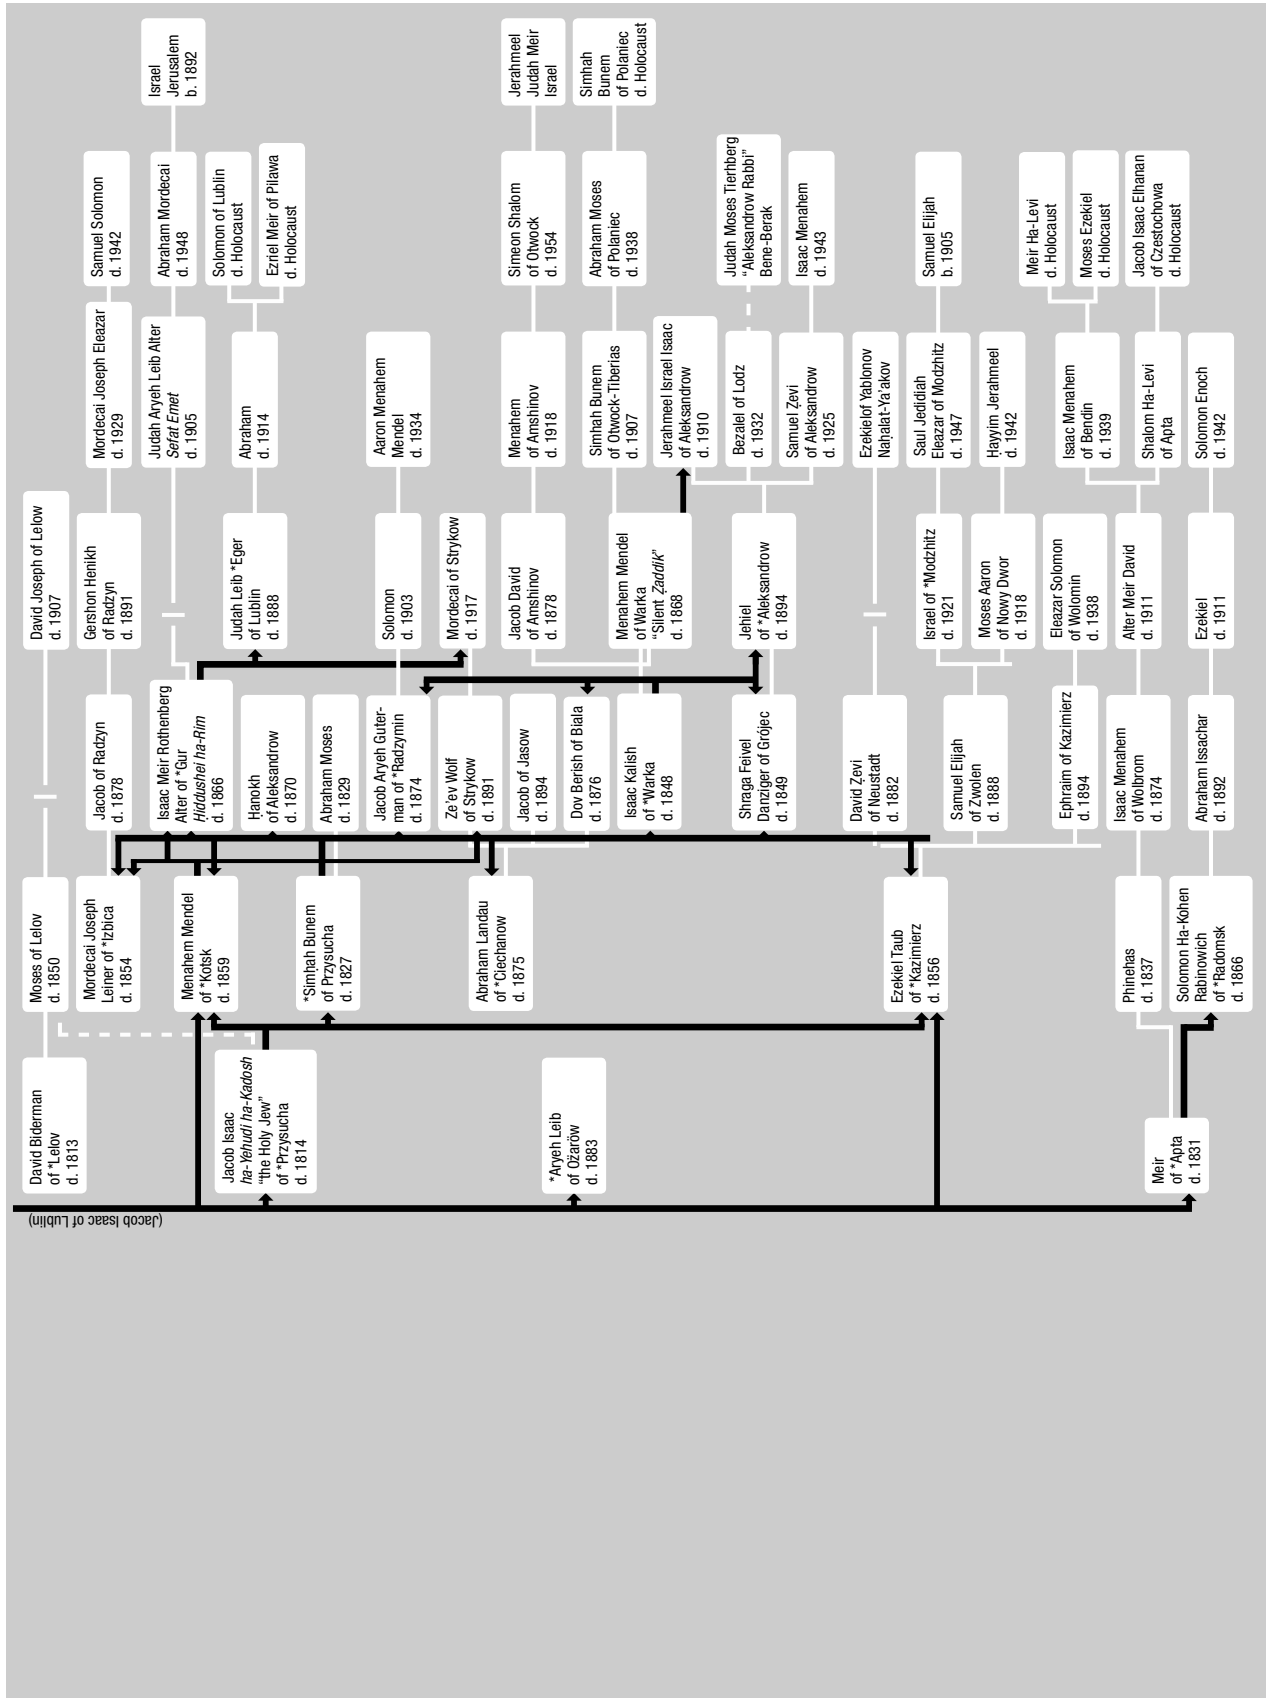 (Jacob Isaac of Lublin)
David Biderman
of *Lelov
d. 1813
Jacob Isaac
ha-Yehudi ha-Kadosh
“the Holy Jew”
of *Przysucha
d. 1814
*Aryeh Leib
of Ożarów
d. 1883
Meir
of *Apta
d. 1831
Moses of Lelov
d. 1850
Mordecai Joseph
Leiner of *Izbica
d. 1854
Menahem Mendel
of *Kotsk
d. 1859
*Simḥah Bunem
of Przysucha
d. 1827
Abraham Landau
of *Ciechanow
d. 1875
Ezekiel Taub
of *Kazimierz
d. 1856
Phinehas
d. 1837
Solomon Ha-Kohen
Rabinowich
of *Radomsk
d. 1866
Jacob of Radzyn
d. 1878
Isaac Meir Rothenberg
Alter of *Gur
Ḥiddushei ha-Rim
d. 1866
Ḥanokh
of Aleksandrow
d. 1870
Abraham Moses
d. 1829
Jacob Aryeh Guter-
man of *Radzymin
d. 1874
Ze’ev Wolf
of Strykow
d. 1891
Jacob of Jasow
d. 1894
Dov Berish of Biala
d. 1876
Isaac Kalish
of *Warka
d. 1848
Shraga Feivel
Danziger of Grójec
d. 1849
David Ẓevi
of Neustadt
d. 1882
Samuel Elijah
of Zwolen
d. 1888
Ephraim of Kazimierz
d. 1894
Isaac Menahem
of Wolbrom
d. 1874
Abraham Issachar
d. 1892
David Joseph of Lelow
d. 1907
Gershon Henikh
of Radzyn
d. 1891
Judah Leib *Eger
of Lublin
d. 1888
Solomon
d. 1903
Mordecai of Strykow
d. 1917
Jacob David
of Amshinov
d. 1878
Menahem Mendel
of Warka
“Silent Ẓaddik”
d. 1868
Jehiel
of *Aleksandrow
d. 1894
Israel of *Modzhitz
d. 1921
Moses Aaron
of Nowy Dwor
d. 1918
Eleazar Solomon
of Wolomin
d. 1938
Alter Meir David
d. 1911
Ezekiel
d. 1911
Mordecai Joseph Eleazar
d. 1929
Judah Aryeh Leib Alter
Sefat Emet
d. 1905
Abraham
d. 1914
Aaron Menahem
Mendel
d. 1934
Menahem
of Amshinov
d. 1918
Simhah Bunem
of Otwock-Tiberias
d. 1907
Jerahmeel Israel Isaac
of Aleksandrow
d. 1910
Bezalel of Lodz
d. 1932
Samuel Ẓevi
of Aleksandrow
d. 1925
Ezekielof Yablonov
Naḥalat-Ya’akov
Saul Jedidiah
Eleazar of Modzhitz
d. 1947
Ḥayyim Jerahmeel
d. 1942
Isaac Menahem
of Bendin
d. 1939
Shalom Ha-Levi
of Apta
Solomon Enoch
d. 1942
Samuel Solomon
d. 1942
Abraham Mordecai
d. 1948
Solomon of Lublin
d. Holocaust
Ezriel Meir of Pilawa
d. Holocaust
Simeon Shalom
of Otwock
d. 1954
Abraham Moses
of Polaniec
d. 1938
Judah Moses Tierhberg
“Aleksandrow Rabbi”
Bene-Berak
Isaac Menahem
d. 1943
Samuel Elijah
b. 1905
Meir Ha-Levi
d. Holocaust
Moses Ezekiel
d. Holocaust
Jacob Isaac Elhanan
of Czestochowa
d. Holocaust
Israel
Jerusalem
b. 1892
Jerahmeel
Judah Meir
Israel
Simhah
Bunem
of Polaniec
d. Holocaust